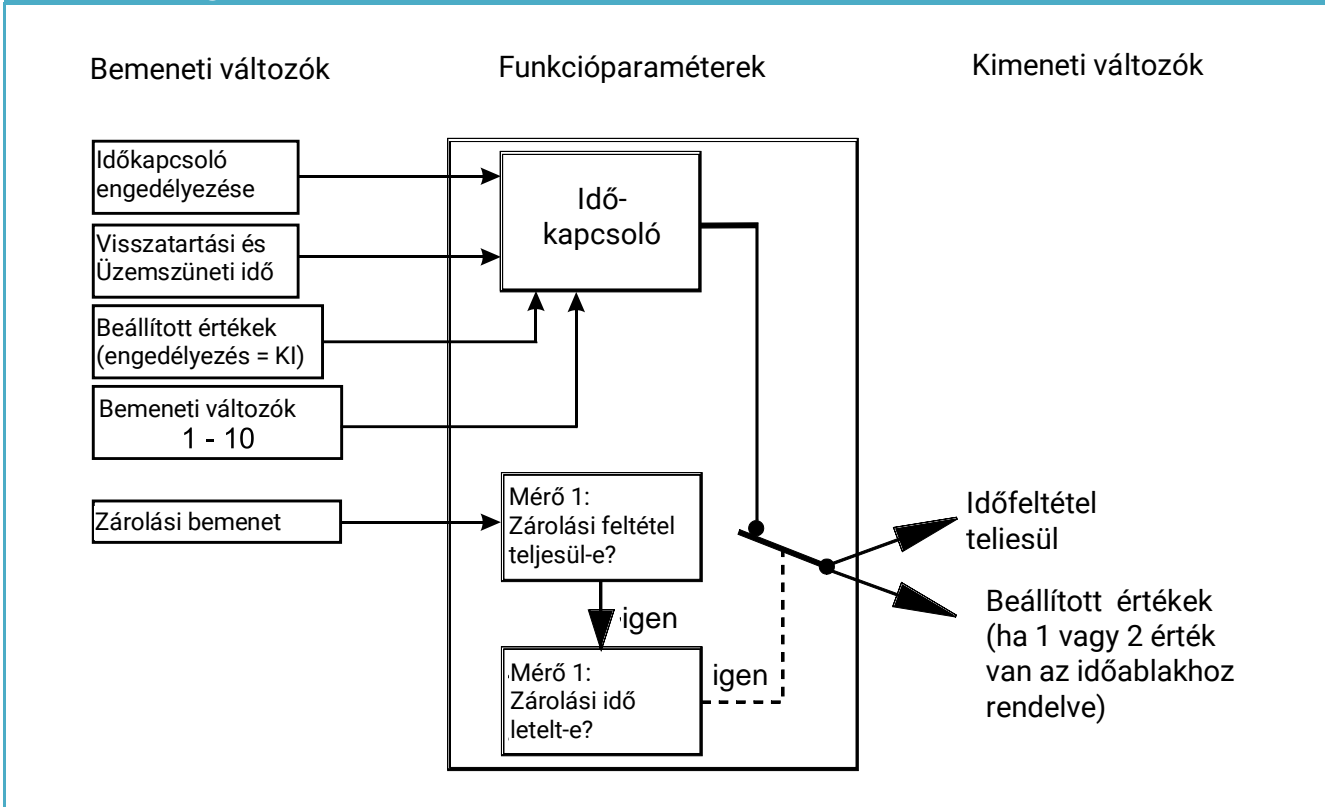 Bemeneti változók
Funkcióparaméterek
Kimeneti változók
Időkapcsoló
engedélyezése
Visszatartási és
Üzemszüneti idő
Beállított értékek
(engedélyezés = KI)
Bemeneti változók
1 - 10
Zárolási bemenet
Idő-
kapcsoló
Mérő 1:
Zárolási feltétel
teljesül-e?
igen
Mérő 1:
Zárolási idő
letelt-e?
igen
Időfeltétel
teliesül
Beállított értékek
(ha 1 vagy 2 érték
van az időablakhoz
rendelve)